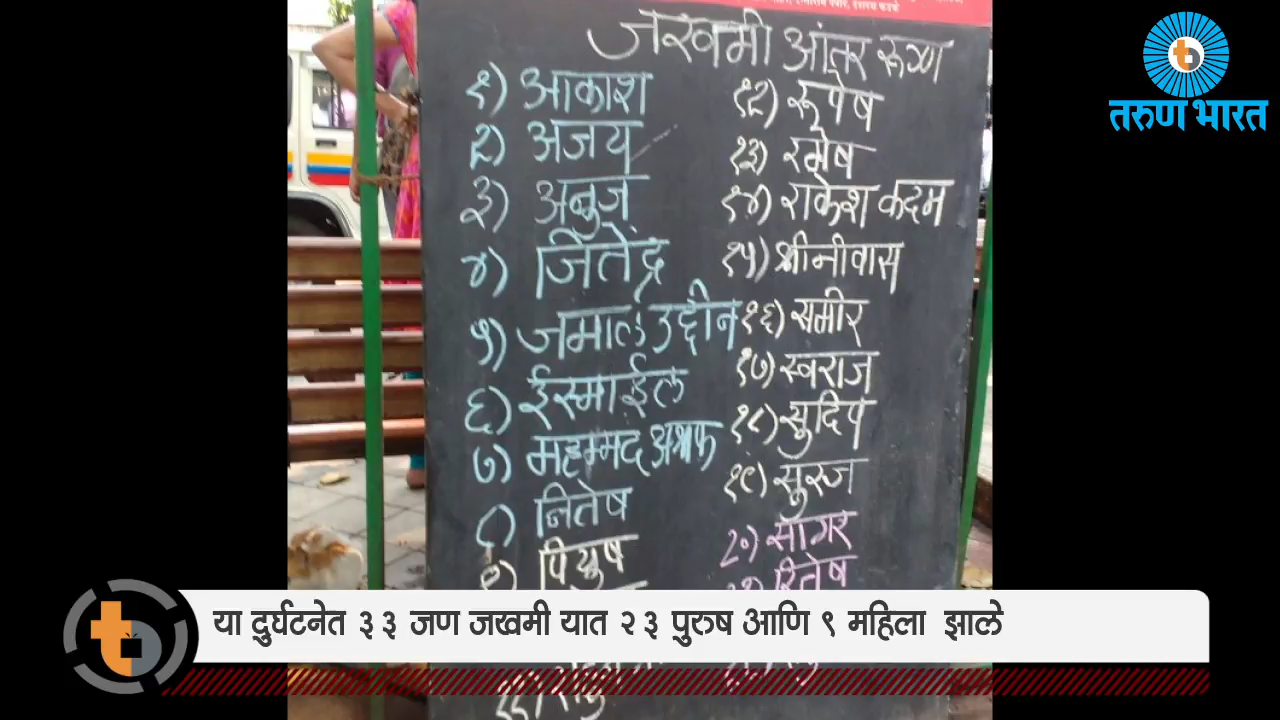 जखमी आंतर रूग्ण
१) आकाश
२) अजय
३) अनुज
४) जितेंद्र
५) जमाल उद्दीन
६) ईस्माईल
७) महम्मद अश्रफ
८) नितेष
९) पियुष
१२) रूपेष
१३) रमेष
१४) राकेश कदम
१५) श्रीनीवास
१६) समीर
१७) स्वराज
१८) सुदिप
१९) सुरज
२०) सागर
रितेष
तरुण भारत
या दुर्घटनेत ३३ जण जखमी यात २३ पुरुष आणि ९ महिला झाले